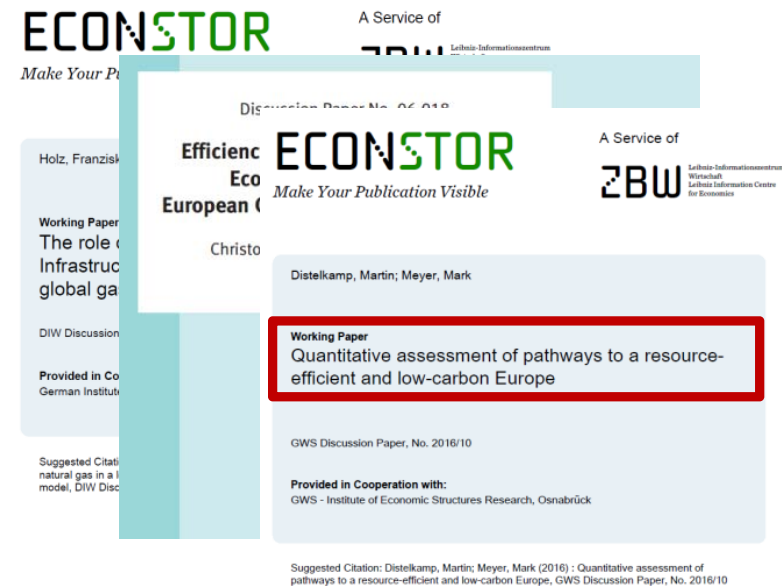 ECONSTOR
Make Your
A Service of
Leibniz-Informationszentrum
Holz, Franzisk
Working Paper
The role
Infrastruc
global ga
DIW Discussion
Provided in Co
German Institut
Suggested Citati
natural gas in a
model, DIW Disc
Discussion Paper No. 06-018
Efficienc
Eco
European
Christo
ECONSTOR
Make Your Publication Visible
A Service of
ZBW
Leibniz-Informationszentrum
Wirtschaft
Leibniz Information Centre
for Economics
Distelkamp, Martin; Meyer, Mark
Working Paper
Quantitative assessment of pathways to a resource-
efficient and low-carbon Europe
GWS Discussion Paper, No. 2016/10
Provided in Cooperation with:
GWS - Institute of Economic Structures Research, Osnabrück
Suggested Citation: Distelkamp, Martin; Meyer, Mark (2016) : Quantitative assessment of
pathways to a resource-efficient and low-carbon Europe, GWS Discussion Paper, No. 2016/10